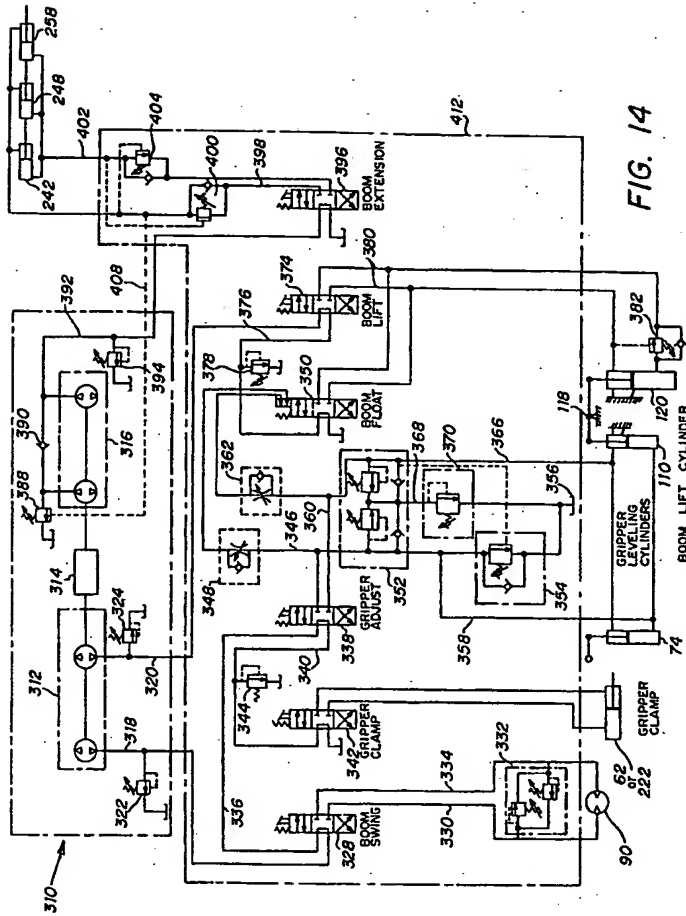 258
248
242
402
404
400
398
396
BOOM
EXTENSION
412
FIG. 14
408
392
390
394
388
316
314
324
312
320
318
322
310
374
380
376
BOOM
LIFT
378
350
BOOM
FLOAT
362
348
346
360
352
368
370
366
354
356
358
382
118
120
110
GRIPPER
LEVELING
CYLINDERS
BOOM LIFT CYLINDER
74
338
GRIPPER
ADJUST
340
344
342
GRIPPER
CLAMP
336
334
332
330
328
BOOM
SWING
GRIPPER
CLAMP
62
or
222
90